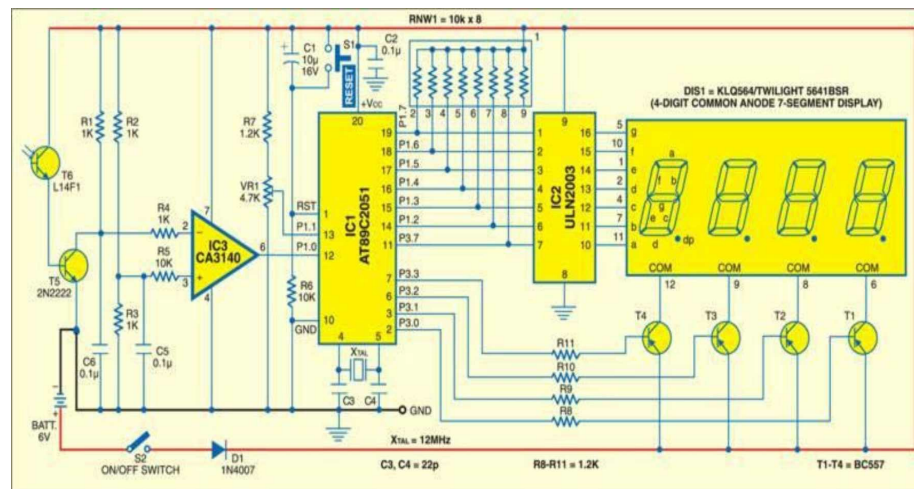 RNW1 = 10k x 8
C1
10µ
16V
S1
RESET
C2
0.1µ
+VCC
20
1
2 3 4 5 6 7 8 9
DIS1 = KLQ564/TWILIGHT 5641BSR
(4-DIGIT COMMON ANODE 7-SEGMENT DISPLAY)
R1
1K
R2
1K
R7
1.2K
T6
L14F1
VR1
4.7K
R4
1K
R5
10K
T5
2N2222
2
−
3
+
7
4
6
IC3
CA3140
R3
1K
C6
0.1µ
C5
0.1µ
R6
10K
RST
P1.1
P1.0
GND
1
13
12
10
IC1
AT89C2051
19
18
17
16
15
14
11
7
6
3
2
P1.7
P1.6
P1.5
P1.4
P1.3
P1.2
P3.7
P3.3
P3.2
P3.1
P3.0
4
5
XTAL
C3
C4
1
2
3
4
5
6
7
9
8
IC2
ULN2003
16
15
14
13
12
11
10
5
10
1
2
4
7
11
g
f
e
d
c
b
a
a
f b
g
e c
d
dp
COM
COM
COM
COM
12
9
8
6
T4
T3
T2
T1
R11
R10
R9
R8
−
+
BATT.
6V
GND
S2
ON/OFF SWITCH
D1
1N4007
XTAL = 12MHz
C3, C4 = 22p
R8-R11 = 1.2K
T1-T4 = BC557